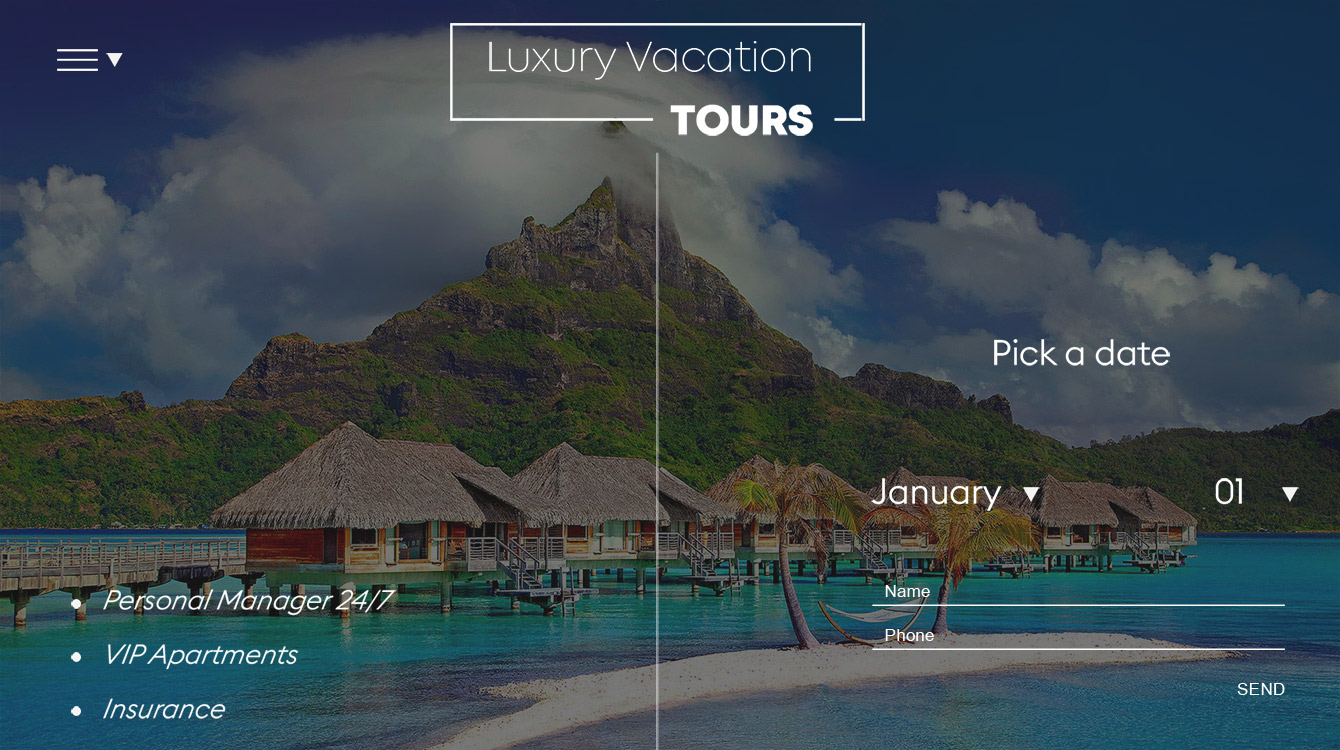 Luxury Vacation
TOURS
Pick a date
January
01
Personal Manager 24/7
VIP Apartments
Insurance
Name
Phone
SEND